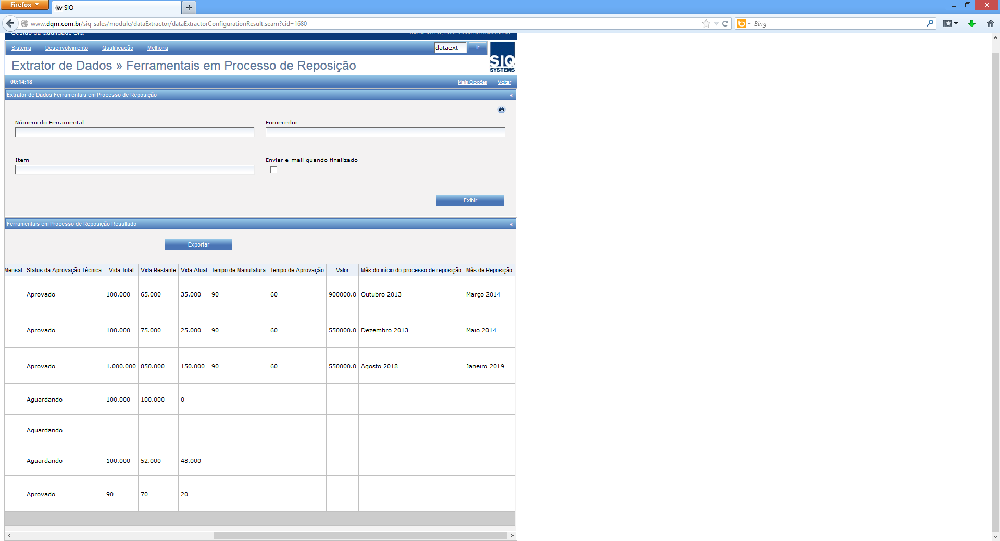 Firefox
SIQ
www.dqm.com.br/siq_sales/module/dataExtractor/dataExtractorConfigurationResult.seam?cid=1680
Bing
Gestão da Qualidade SIQ
Sistema Desenvolvimento Qualificação Melhoria dataext Ir
SIQ
SYSTEMS
Extrator de Dados » Ferramentais em Processo de Reposição
00:14:18 Mais Opções Voltar
Extrator de Dados Ferramentais em Processo de Reposição «
Número do Ferramental Fornecedor
Item Enviar e-mail quando finalizado
Exibir
Ferramentais em Processo de Reposição Resultado «
Exportar
Mensal Status da Aprovação Técnica Vida Total Vida Restante Vida Atual Tempo de Manufatura Tempo de Aprovação Valor Mês do início do processo de reposição Mês de Reposição
Aprovado 100.000 65.000 35.000 90 60 900000.0 Outubro 2013 Março 2014
Aprovado 100.000 75.000 25.000 90 60 550000.0 Dezembro 2013 Maio 2014
Aprovado 1.000.000 850.000 150.000 90 60 550000.0 Agosto 2018 Janeiro 2019
Aguardando 100.000 100.000 0
Aguardando
Aguardando 100.000 52.000 48.000
Aprovado 90 70 20